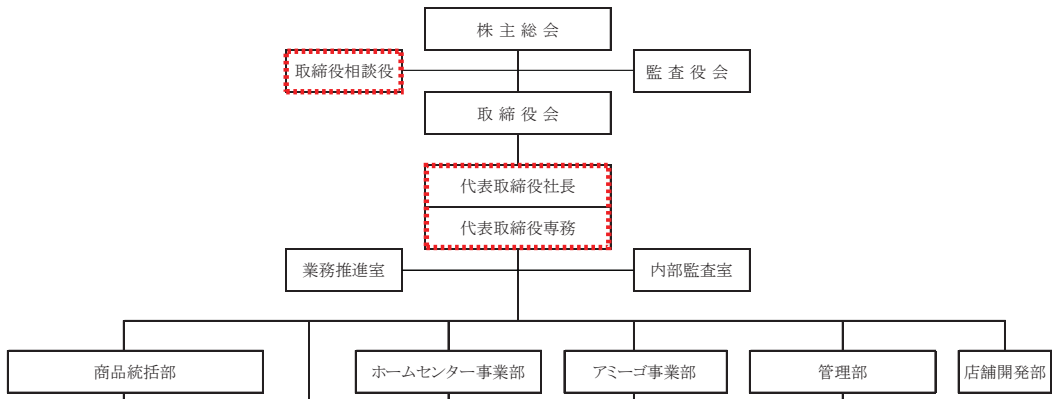 株主総会
取締役相談役
監査役会
取締役会
代表取締役社長
代表取締役専務
業務推進室
内部監査室
商品統括部
ホームセンター事業部
アミーゴ事業部
管理部
店舗開発部